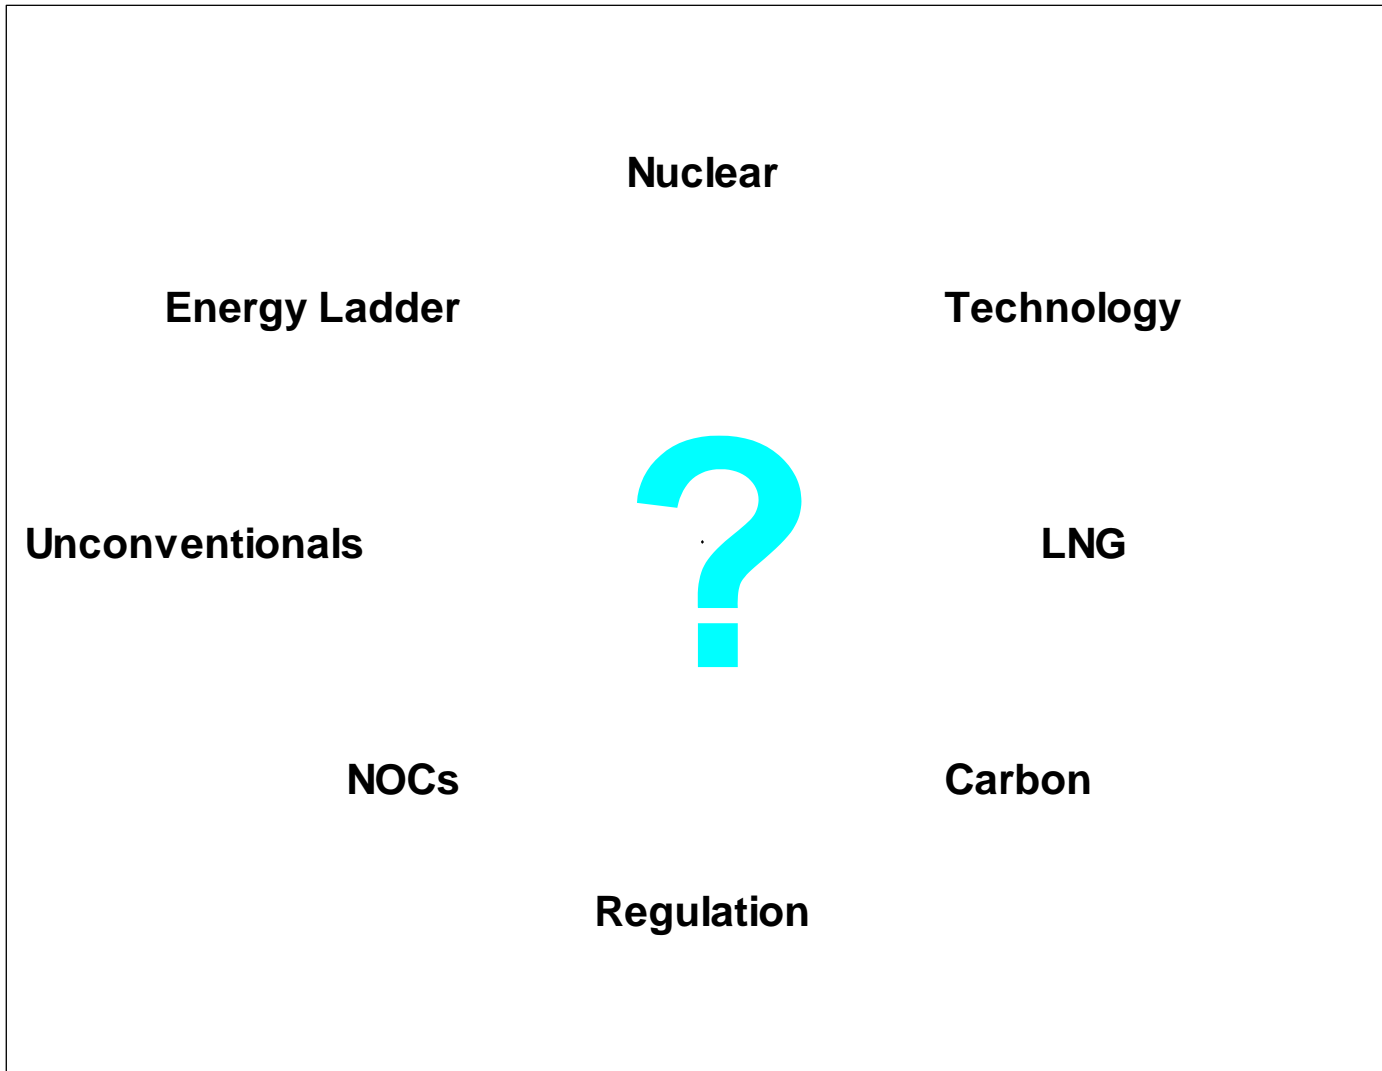 Nuclear
Energy Ladder
Technology
?
Unconventionals
LNG
NOCs
Carbon
Regulation